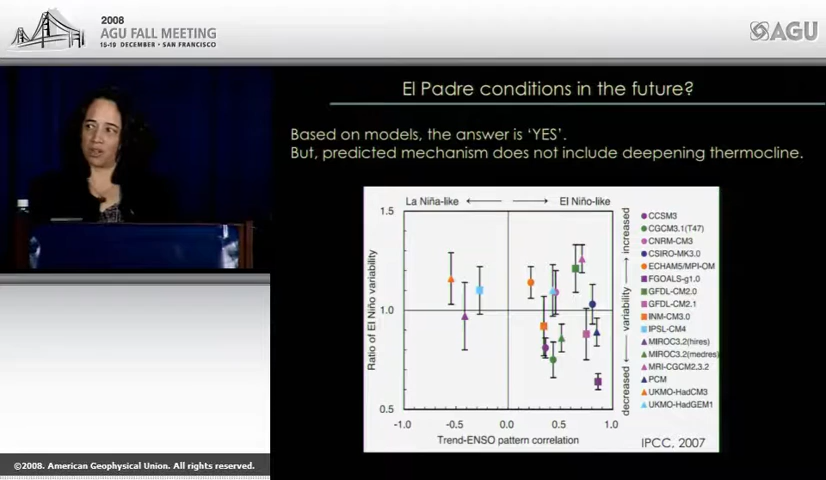 2008
AGU FALL MEETING
15-19 DECEMBER • SAN FRANCISCO
AGU
El Padre conditions in the future?
Based on models, the answer is ‘YES’.
But, predicted mechanism does not include deepening thermocline.
La Niña-like
El Niño-like
1.5
1.0
0.5
Ratio of El Niño variability
-1.0
-0.5
0.0
0.5
1.0
Trend-ENSO pattern correlation
decreased
variability
increased
CCSM3
CGCM3.1(T47)
CNRM-CM3
CSIRO-MK3.0
ECHAM5/MPI-OM
FGOALS-g1.0
GFDL-CM2.0
GFDL-CM2.1
INM-CM3.0
IPSL-CM4
MIROC3.2(hires)
MIROC3.2(medres)
MRI-CGCM2.3.2
PCM
UKMO-HadCM3
UKMO-HadGEM1
IPCC, 2007
©2008. American Geophysical Union. All rights reserved.